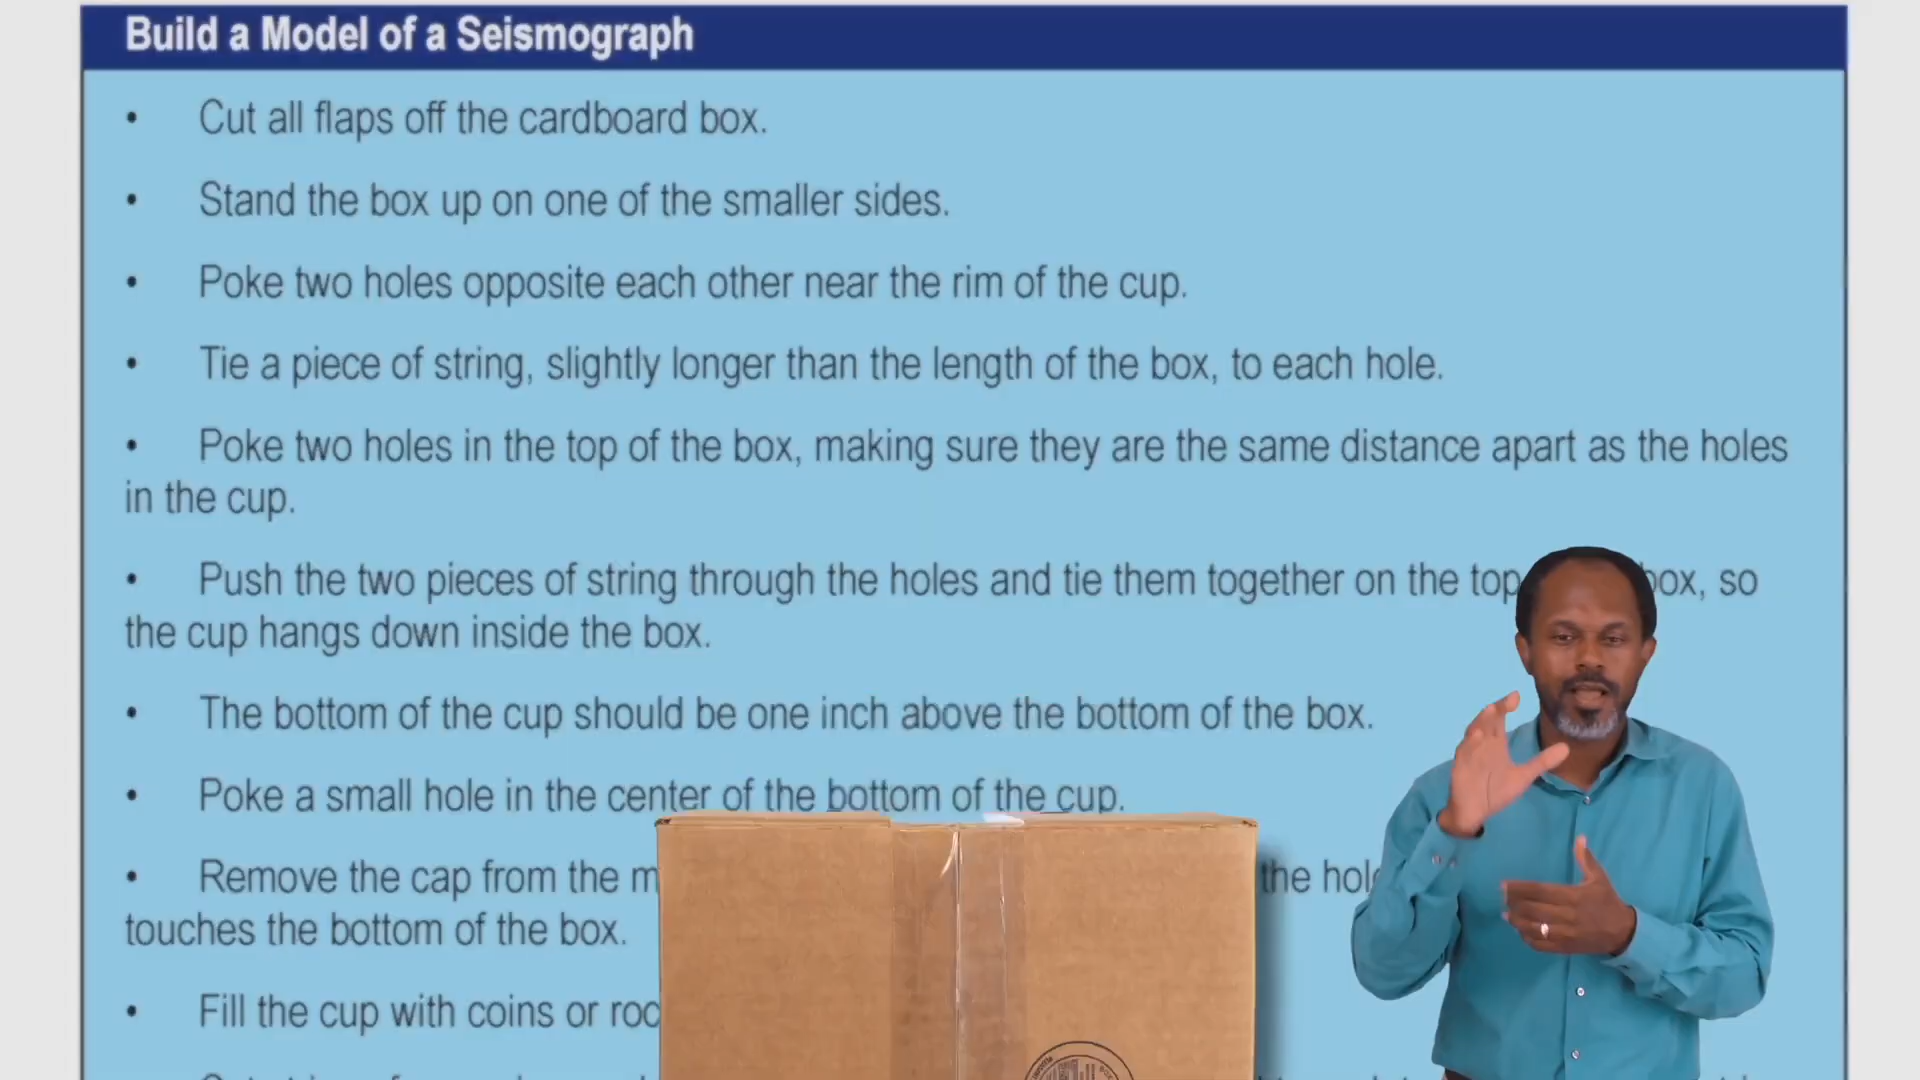 Build a Model of a Seismograph
• Cut all flaps off the cardboard box.
• Stand the box up on one of the smaller sides.
• Poke two holes opposite each other near the rim of the cup.
• Tie a piece of string, slightly longer than the length of the box, to each hole.
• Poke two holes in the top of the box, making sure they are the same distance apart as the holes
in the cup.
• Push the two pieces of string through the holes and tie them together on the top box, so
the cup hangs down inside the box.
• The bottom of the cup should be one inch above the bottom of the box.
• Poke a small hole in the center of the bottom of the cup.
• Remove the cap from the the
touches the bottom of the box.
• Fill the cup with coins or